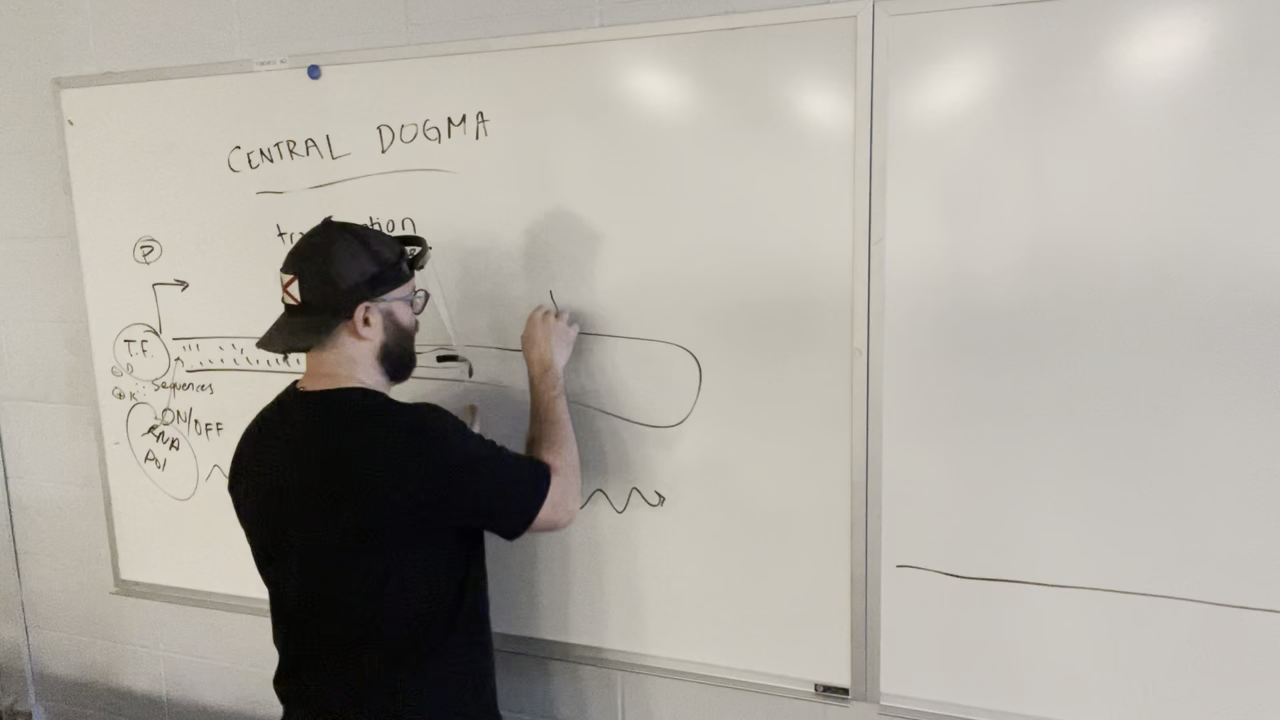 CENTRAL DOGMA
P
T.F.
Sequences
ON/OFF
RNA
Pol